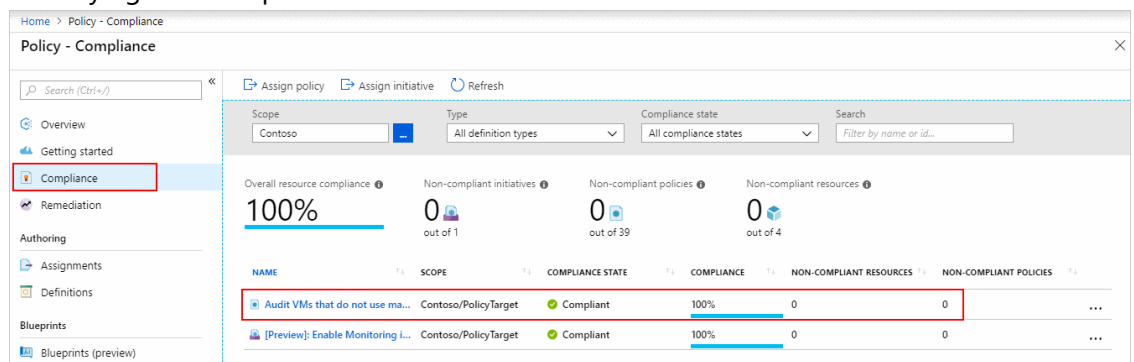 Home > Policy - Compliance
Policy - Compliance
Search (Ctrl+/)
Assign policy Assign initiative Refresh
Scope Type Compliance state Search
Contoso ... All definition types All compliance states Filter by name or id...
Overview
Getting started
Compliance
Remediation
Authoring
Assignments
Definitions
Blueprints
Blueprints (preview)
Overall resource compliance Non-compliant initiatives Non-compliant policies Non-compliant resources
100% 0 0 0
out of 1 out of 39 out of 4
NAME SCOPE COMPLIANCE STATE COMPLIANCE NON-COMPLIANT RESOURCES NON-COMPLIANT POLICIES
Audit VMs that do not use ma... Contoso/PolicyTarget Compliant 100% 0 0 ...
[Preview]: Enable Monitoring i... Contoso/PolicyTarget Compliant 100% 0 0 ...